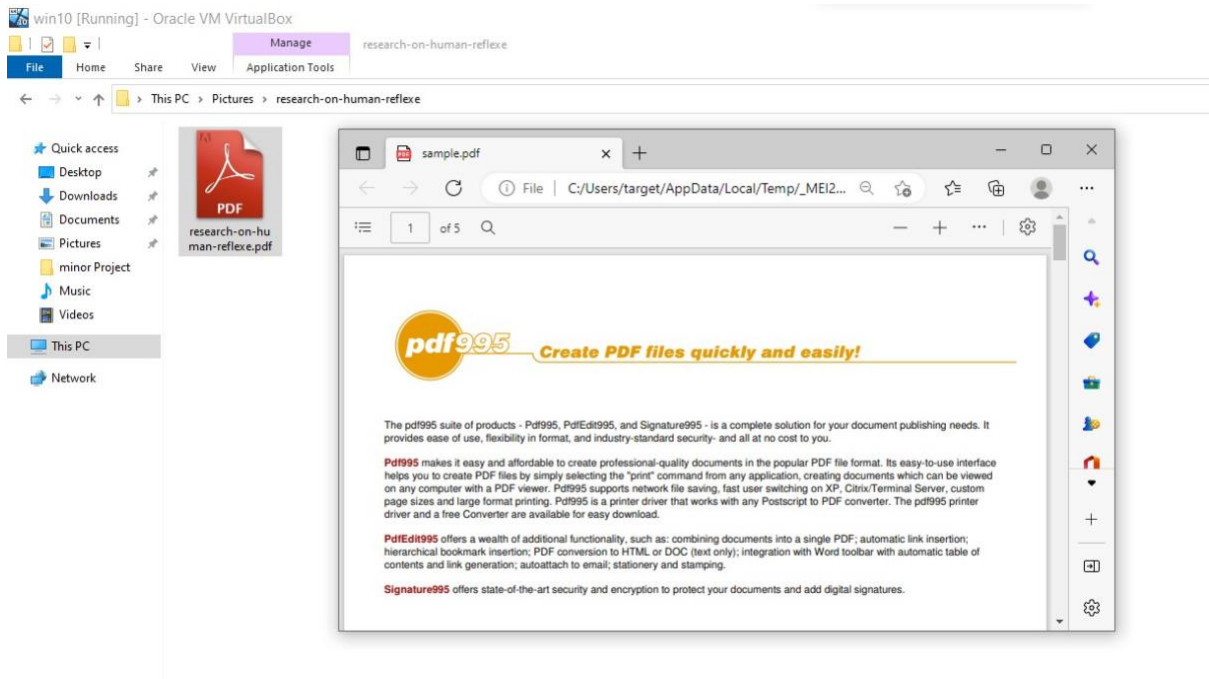 win10 [Running] - Oracle VM VirtualBox
Manage
research-on-human-reflexe
File Home Share View Application Tools
This PC > Pictures > research-on-human-reflexe
Quick access
Desktop
Downloads
Documents
Pictures
minor Project
Music
Videos
This PC
Network
PDF
research-on-hu
man-reflexe.pdf
sample.pdf
File | C:/Users/target/AppData/Local/Temp/_MEI2...
1 of 5
pdf995 Create PDF files quickly and easily!
The pdf995 suite of products - Pdf995, PdfEdit995, and Signature995 - is a complete solution for your document publishing needs. It
provides ease of use, flexibility in format, and industry-standard security- and all at no cost to you.
Pdf995 makes it easy and affordable to create professional-quality documents in the popular PDF file format. Its easy-to-use interface
helps you to create PDF files by simply selecting the "print" command from any application, creating documents which can be viewed
on any computer with a PDF viewer. Pdf995 supports network file saving, fast user switching on XP, Citrix/Terminal Server, custom
page sizes and large format printing. Pdf995 is a printer driver that works with any Postscript to PDF converter. The pdf995 printer
driver and a free Converter are available for easy download.
PdfEdit995 offers a wealth of additional functionality, such as: combining documents into a single PDF; automatic link insertion;
hierarchical bookmark insertion; PDF conversion to HTML or DOC (text only); integration with Word toolbar with automatic table of
contents and link generation; autoattach to email; stationery and stamping.
Signature995 offers state-of-the-art security and encryption to protect your documents and add digital signatures.